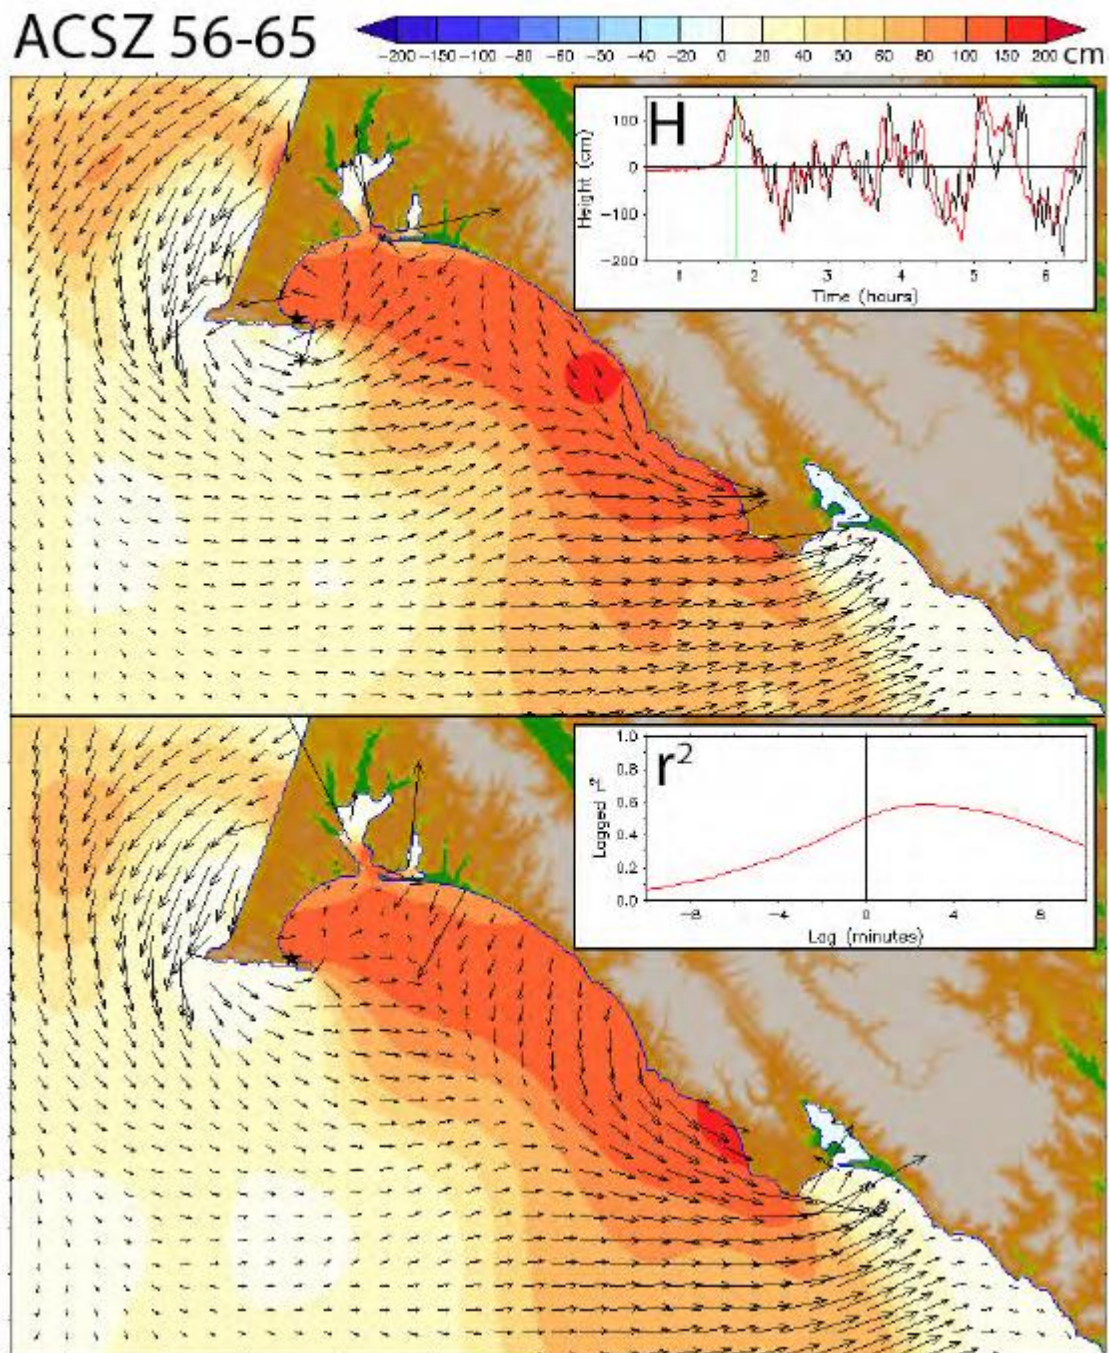 ACSZ 56-65
-200 -150 -100 -80 -60 -50 -40 -20 0 20 40 60 80 100 150 200 cm
H
Height (cm)
100
0
-100
-200
1 2 3 4 5 6
Time (hours)
r²
Lagged r²
1.0
0.8
0.6
0.4
0.2
0.0
-8 -4 0 4 8
Lag (minutes)